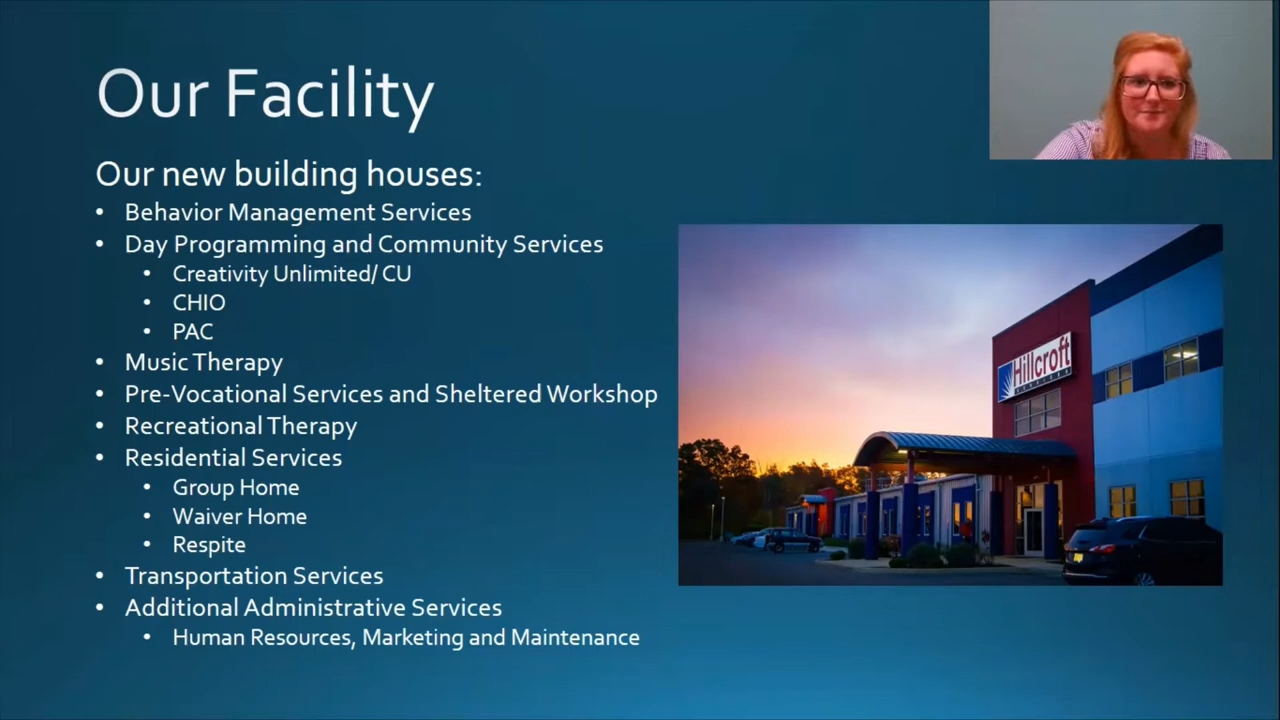 Our Facility
Our new building houses:
• Behavior Management Services
• Day Programming and Community Services
• Creativity Unlimited/ CU
• CHIO
• PAC
• Music Therapy
• Pre-Vocational Services and Sheltered Workshop
• Recreational Therapy
• Residential Services
• Group Home
• Waiver Home
• Respite
• Transportation Services
• Additional Administrative Services
• Human Resources, Marketing and Maintenance
Hillcroft
SERVICES